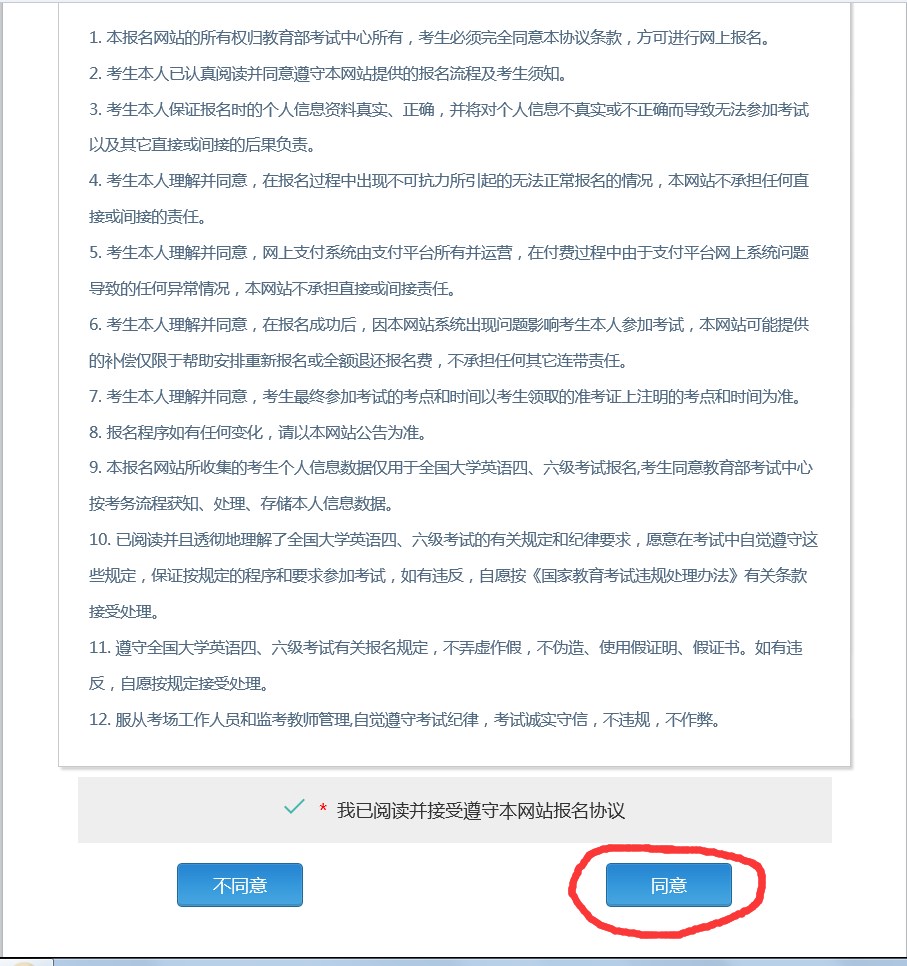 1. 本报名网站的所有权归教育部考试中心所有，考生必须完全同意本协议条款，方可进行网上报名。
2. 考生本人已认真阅读并同意遵守本网站提供的报名流程及考生须知。
3. 考生本人保证报名时的个人信息资料真实、正确，并将对个人信息不真实或不正确而导致无法参加考试
以及其它直接或间接的后果负责。
4. 考生本人理解并同意，在报名过程中出现不可抗力所引起的无法正常报名的情况，本网站不承担任何直
接或间接的责任。
5. 考生本人理解并同意，网上支付系统由支付平台所有并运营，在付费过程中由于支付平台网上系统问题
导致的任何异常情况，本网站不承担直接或间接责任。
6. 考生本人理解并同意，在报名成功后，因本网站系统出现问题影响考生本人参加考试，本网站可能提供
的补偿仅限于帮助安排重新报名或全额退还报名费，不承担任何其它连带责任。
7. 考生本人理解并同意，考生最终参加考试的考点和时间以考生领取的准考证上注明的考点和时间为准。
8. 报名程序如有任何变化，请以本网站公告为准。
9. 本报名网站所收集的考生个人信息数据仅用于全国大学英语四、六级考试报名,考生同意教育部考试中心
按考务流程获知、处理、存储本人信息数据。
10. 已阅读并且透彻地理解了全国大学英语四、六级考试的有关规定和纪律要求，愿意在考试中自觉遵守这
些规定，保证按规定的程序和要求参加考试，如有违反，自愿按《国家教育考试违规处理办法》有关条款
接受处理。
11. 遵守全国大学英语四、六级考试有关报名规定，不弄虚作假，不伪造、使用假证明、假证书。如有违
反，自愿按规定接受处理。
12. 服从考场工作人员和监考教师管理,自觉遵守考试纪律，考试诚实守信，不违规，不作弊。
* 我已阅读并接受遵守本网站报名协议
不同意 同意